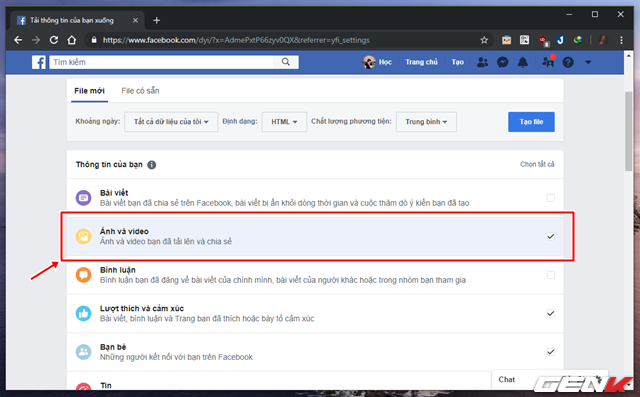 Tải thông tin của bạn xuống
https://www.facebook.com/dyi/?x=AdmePxtP66zyv0QX&referrer=yfi_settings
Tìm kiếm
Học Trang chủ Tạo
File mới File có sẵn
Khoảng ngày: Tất cả dữ liệu của tôi Định dạng: HTML Chất lượng phương tiện: Trung bình Tạo file
Thông tin của bạn Chọn tất cả
Bài viết
Bài viết bạn đã chia sẻ trên Facebook, bài viết bị ẩn khỏi dòng thời gian và cuộc thăm dò ý kiến bạn đã tạo
Ảnh và video
Ảnh và video bạn đã tải lên và chia sẻ
Bình luận
Bình luận bạn đã đăng về bài viết của chính mình, bài viết của người khác hoặc trong nhóm bạn tham gia
Lượt thích và cảm xúc
Bài viết, bình luận và Trang bạn đã thích hoặc bày tỏ cảm xúc
Bạn bè
Những người kết nối với bạn trên Facebook
Tin
Chat
GENK